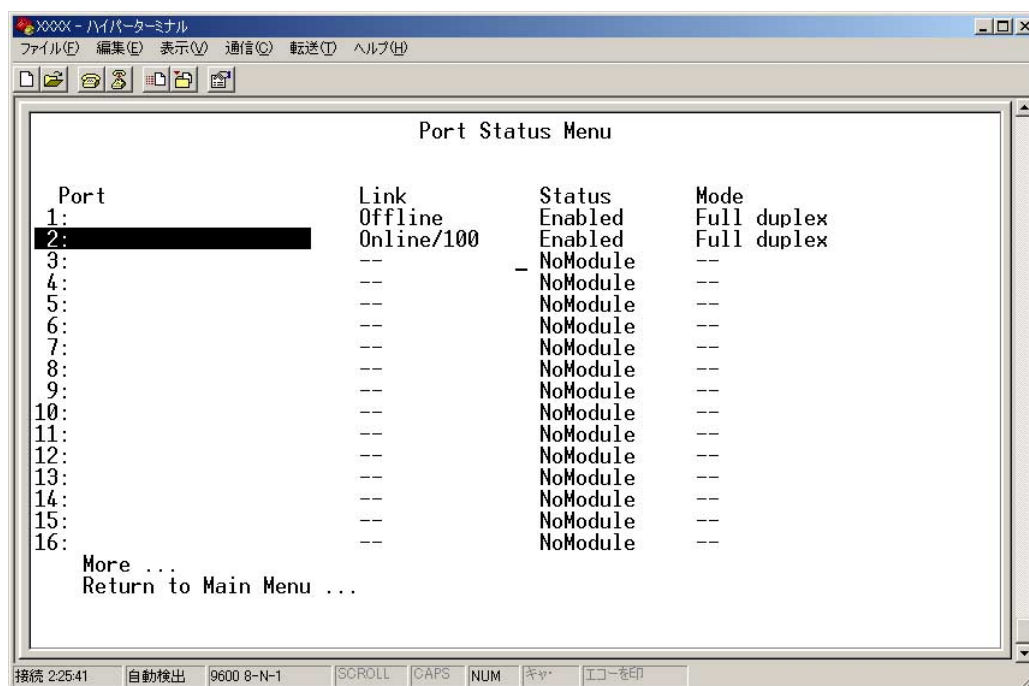 XXXX - ハイパーターミナル
ファイル(F) 編集(E) 表示(V) 通信(C) 転送(T) ヘルプ(H)
Port Status Menu
Port Link Status Mode
1: Offline Enabled Full duplex
2: Online/100 Enabled Full duplex
3: -- _ NoModule --
4: -- NoModule --
5: -- NoModule --
6: -- NoModule --
7: -- NoModule --
8: -- NoModule --
9: -- NoModule --
10: -- NoModule --
11: -- NoModule --
12: -- NoModule --
13: -- NoModule --
14: -- NoModule --
15: -- NoModule --
16: -- NoModule --
More ...
Return to Main Menu ...
接続 2:25:41 自動検出 9600 8-N-1 SCROLL CAPS NUM キャ エコーを印